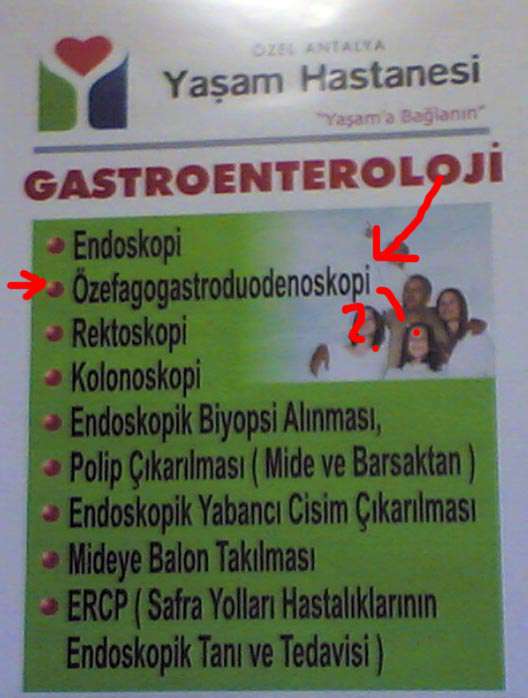 ÖZEL ANTALYA
Yaşam Hastanesi
"Yaşam'a Bağlanın"
GASTROENTEROLOJİ
Endoskopi
Özefagogastroduodenoskopi
??
Rektoskopi
Kolonoskopi
Endoskopik Biyopsi Alınması,
Polip Çıkarılması ( Mide ve Barsaktan )
Endoskopik Yabancı Cisim Çıkarılması
Mideye Balon Takılması
ERCP ( Safra Yolları Hastalıklarının
Endoskopik Tanı ve Tedavisi )